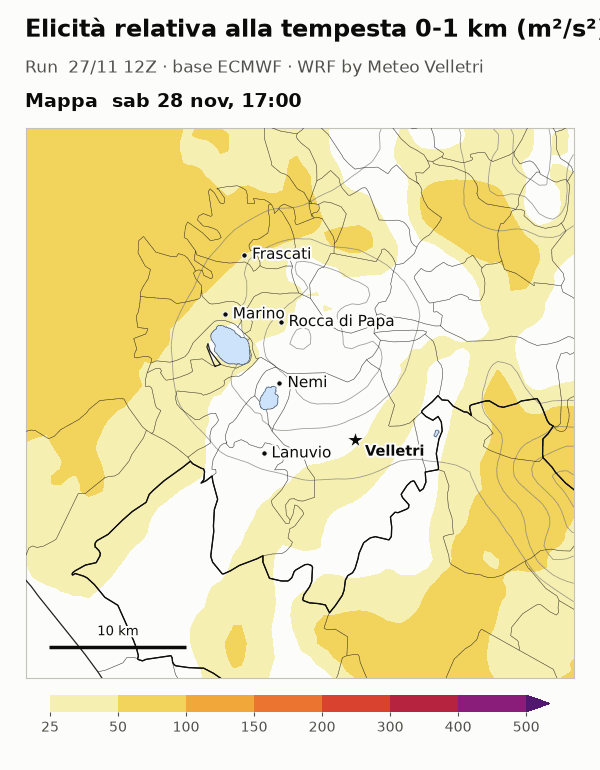 Elicità relativa alla tempesta 0-1 km (m²/s²)
Run 27/11 12Z · base ECMWF · WRF by Meteo Velletri
Mappa sab 28 nov, 17:00
Frascati
Marino
Rocca di Papa
Nemi
Velletri
Lanuvio
10 km
25 50 100 150 200 300 400 500